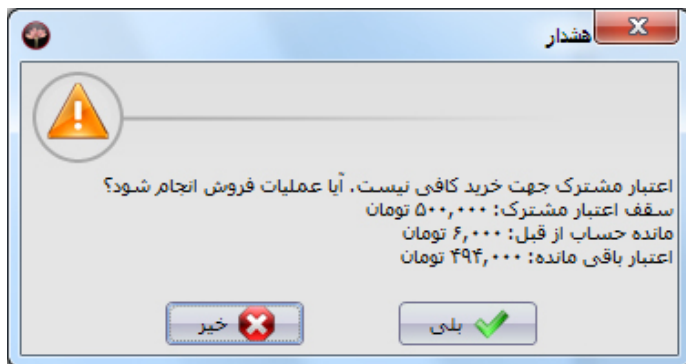 هشدار
اعتبار مشترک جهت خرید کافی نیست. آیا عملیات فروش انجام شود؟
سقف اعتبار مشترک: ۵۰۰,۰۰۰ تومان
مانده حساب از قبل: ۶,۰۰۰ تومان
اعتبار باقی مانده: ۴۹۴,۰۰۰ تومان
بلی
خیر